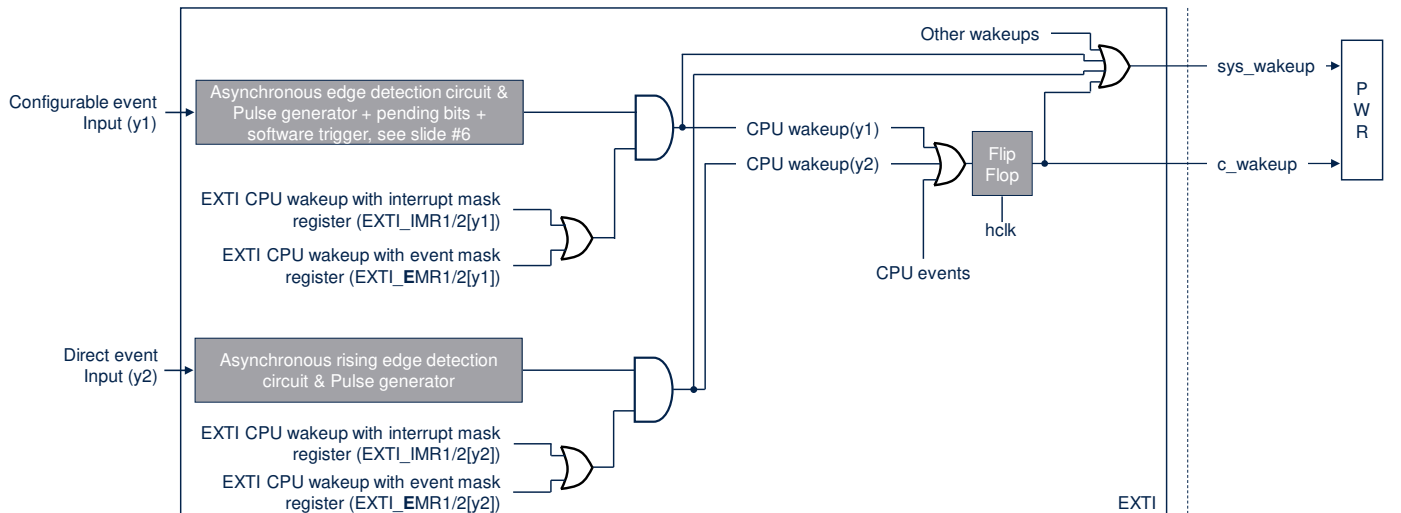 Other wakeups
sys_wakeup
P
W
R
Configurable event
Input (y1)
Asynchronous edge detection circuit &
Pulse generator + pending bits +
software trigger, see slide #6
CPU wakeup(y1)
CPU wakeup(y2)
Flip
Flop
c_wakeup
hclk
CPU events
EXTI CPU wakeup with interrupt mask
register (EXTI_IMR1/2[y1])
EXTI CPU wakeup with event mask
register (EXTI_EMR1/2[y1])
Direct event
Input (y2)
Asynchronous rising edge detection
circuit & Pulse generator
EXTI CPU wakeup with interrupt mask
register (EXTI_IMR1/2[y2])
EXTI CPU wakeup with event mask
register (EXTI_EMR1/2[y2])
EXTI